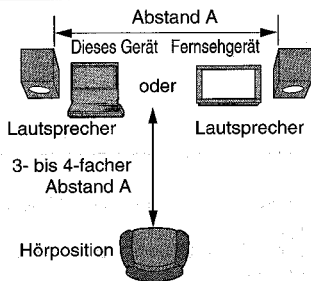 Abstand A
Dieses Gerät Fernsehgerät
oder
Lautsprecher Lautsprecher
3- bis 4-facher
Abstand A
Hörposition